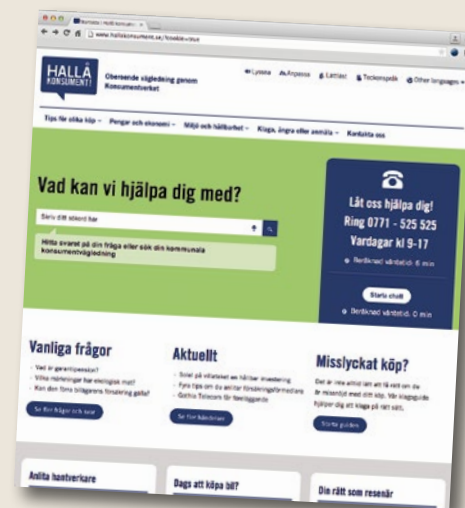 www.hallakonsument.se/?cookies=true
HALLÅ
KONSUMENT!
Oberoende vägledning genom
Konsumentverket
Lyssna Anpassa Lättläst Teckenspråk Other languages
Tips för olika köp Pengar och ekonomi Miljö och hållbarhet Klaga, ångra eller anmäla Kontakta oss
Vad kan vi hjälpa dig med?
Skriv ditt sökord här
Hitta svaret på din fråga eller sök din kommunala
konsumentvägledning
Låt oss hjälpa dig!
Ring 0771 - 525 525
Vardagar kl 9-17
Beräknad väntetid: 6 min
Starta chatt
Beräknad väntetid: 0 min
Vanliga frågor
- Vad är garantipension?
- Vilka märkningar har ekologisk mat?
- Kan den förra bilägarens försäkring gälla?
Se fler frågor och svar
Aktuellt
- Solel på villataket en hållbar investering
- Fyra tips om du anlitar försäkringsförmedlare
- Gothia Telecom får föreläggande
Se fler händelser
Misslyckat köp?
Det är inte alltid lätt att få rätt om du
är missnöjd med ditt köp. Vår klagoguide
hjälper dig att klaga på rätt sätt.
Starta guiden
Anlita hantverkare
Dags att köpa bil?
Din rätt som resenär